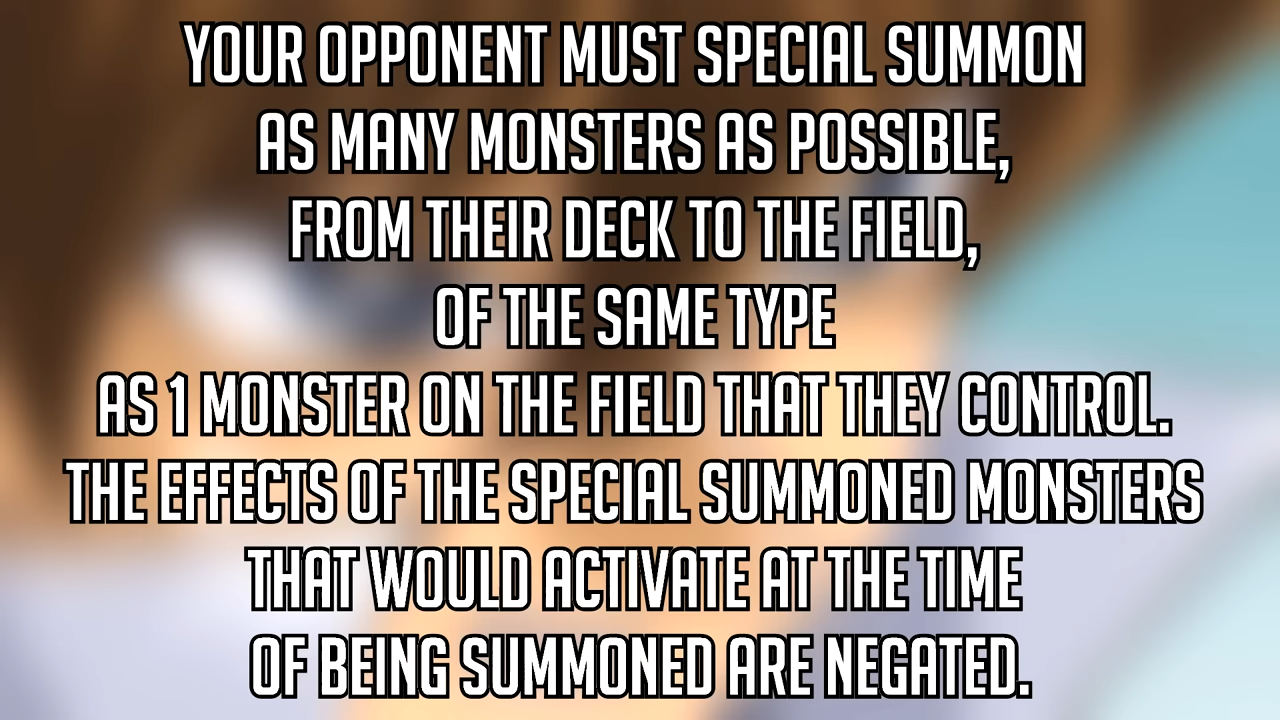 YOUR OPPONENT MUST SPECIAL SUMMON
AS MANY MONSTERS AS POSSIBLE,
FROM THEIR DECK TO THE FIELD,
OF THE SAME TYPE
AS 1 MONSTER ON THE FIELD THAT THEY CONTROL.
THE EFFECTS OF THE SPECIAL SUMMONED MONSTERS
THAT WOULD ACTIVATE AT THE TIME
OF BEING SUMMONED ARE NEGATED.